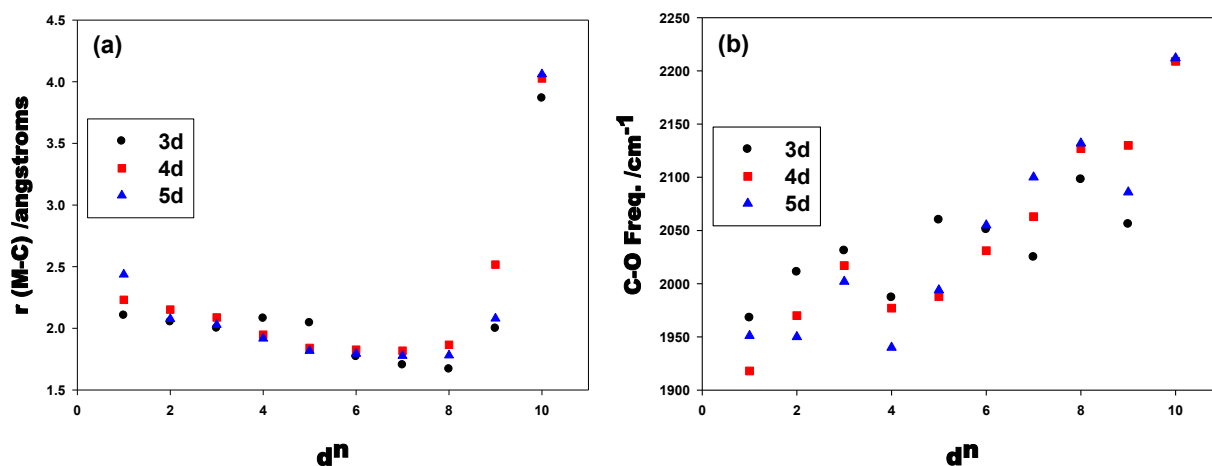 (a)
r (M-C) /angstroms
4.5
4.0
3.5
3.0
2.5
2.0
1.5
3d
4d
5d
0 2 4 6 8 10
dn
(b)
C-O Freq. /cm-1
2250
2200
2150
2100
2050
2000
1950
1900
3d
4d
5d
0 2 4 6 8 10
dn